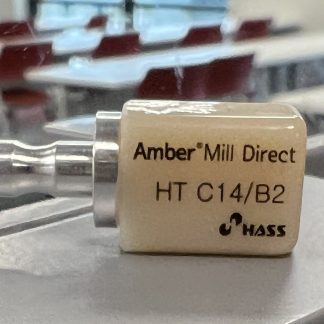 Amber®Mill Direct
HT C14/B2
HASS